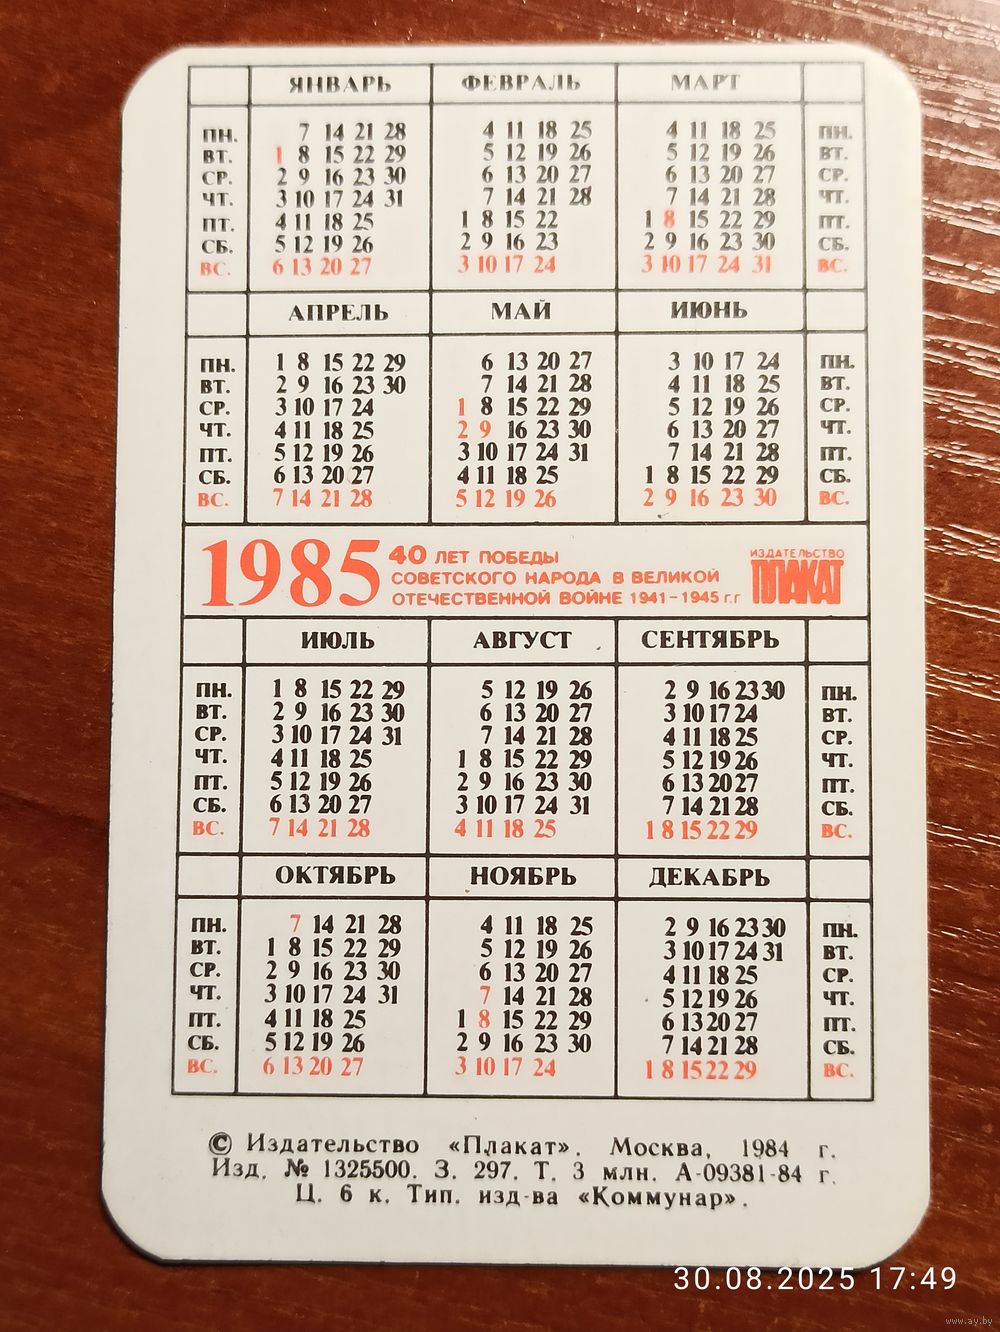 ЯНВАРЬ ФЕВРАЛЬ МАРТ
ПН. 7 14 21 28 4 11 18 25 4 11 18 25 ПН.
ВТ. 1 8 15 22 29 5 12 19 26 5 12 19 26 ВТ.
СР. 2 9 16 23 30 6 13 20 27 6 13 20 27 СР.
ЧТ. 3 10 17 24 31 7 14 21 28 7 14 21 28 ЧТ.
ПТ. 4 11 18 25 1 8 15 22 1 8 15 22 29 ПТ.
СБ. 5 12 19 26 2 9 16 23 2 9 16 23 30 СБ.
ВС. 6 13 20 27 3 10 17 24 3 10 17 24 31 ВС.
АПРЕЛЬ МАЙ ИЮНЬ
ПН. 1 8 15 22 29 6 13 20 27 3 10 17 24 ПН.
ВТ. 2 9 16 23 30 7 14 21 28 4 11 18 25 ВТ.
СР. 3 10 17 24 1 8 15 22 29 5 12 19 26 СР.
ЧТ. 4 11 18 25 2 9 16 23 30 6 13 20 27 ЧТ.
ПТ. 5 12 19 26 3 10 17 24 31 7 14 21 28 ПТ.
СБ. 6 13 20 27 4 11 18 25 1 8 15 22 29 СБ.
ВС. 7 14 21 28 5 12 19 26 2 9 16 23 30 ВС.
1985 40 ЛЕТ ПОБЕДЫ
СОВЕТСКОГО НАРОДА В ВЕЛИКОЙ
ОТЕЧЕСТВЕННОЙ ВОЙНЕ 1941-1945 г.г
ИЗДАТЕЛЬСТВО
ПЛАКАТ
ИЮЛЬ АВГУСТ СЕНТЯБРЬ
ПН. 1 8 15 22 29 5 12 19 26 2 9 16 23 30 ПН.
ВТ. 2 9 16 23 30 6 13 20 27 3 10 17 24 ВТ.
СР. 3 10 17 24 31 7 14 21 28 4 11 18 25 СР.
ЧТ. 4 11 18 25 1 8 15 22 29 5 12 19 26 ЧТ.
ПТ. 5 12 19 26 2 9 16 23 30 6 13 20 27 ПТ.
СБ. 6 13 20 27 3 10 17 24 31 7 14 21 28 СБ.
ВС. 7 14 21 28 4 11 18 25 1 8 15 22 29 ВС.
ОКТЯБРЬ НОЯБРЬ ДЕКАБРЬ
ПН. 7 14 21 28 4 11 18 25 2 9 16 23 30 ПН.
ВТ. 1 8 15 22 29 5 12 19 26 3 10 17 24 31 ВТ.
СР. 2 9 16 23 30 6 13 20 27 4 11 18 25 СР.
ЧТ. 3 10 17 24 31 7 14 21 28 5 12 19 26 ЧТ.
ПТ. 4 11 18 25 1 8 15 22 29 6 13 20 27 ПТ.
СБ. 5 12 19 26 2 9 16 23 30 7 14 21 28 СБ.
ВС. 6 13 20 27 3 10 17 24 1 8 15 22 29 ВС.
© Издательство «Плакат». Москва, 1984 г.
Изд. № 1325500. З. 297. Т. 3 млн. А-09381-84 г.
Ц. 6 к. Тип. изд-ва «Коммунар».
30.08.2025 17:49
www.ay.by